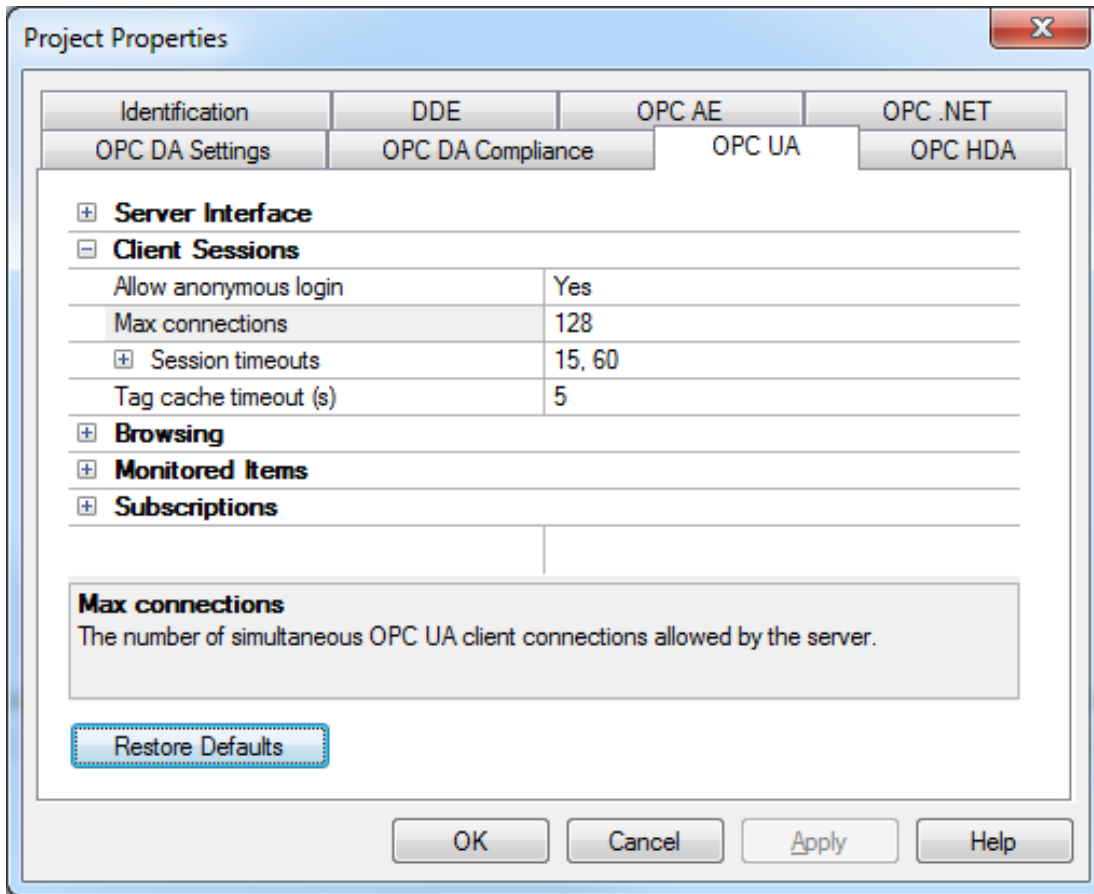 Project Properties
Identification DDE OPC AE OPC .NET
OPC DA Settings OPC DA Compliance OPC UA OPC HDA
Server Interface
Client Sessions
Allow anonymous login Yes
Max connections 128
Session timeouts 15, 60
Tag cache timeout (s) 5
Browsing
Monitored Items
Subscriptions
Max connections
The number of simultaneous OPC UA client connections allowed by the server.
Restore Defaults
OK Cancel Apply Help